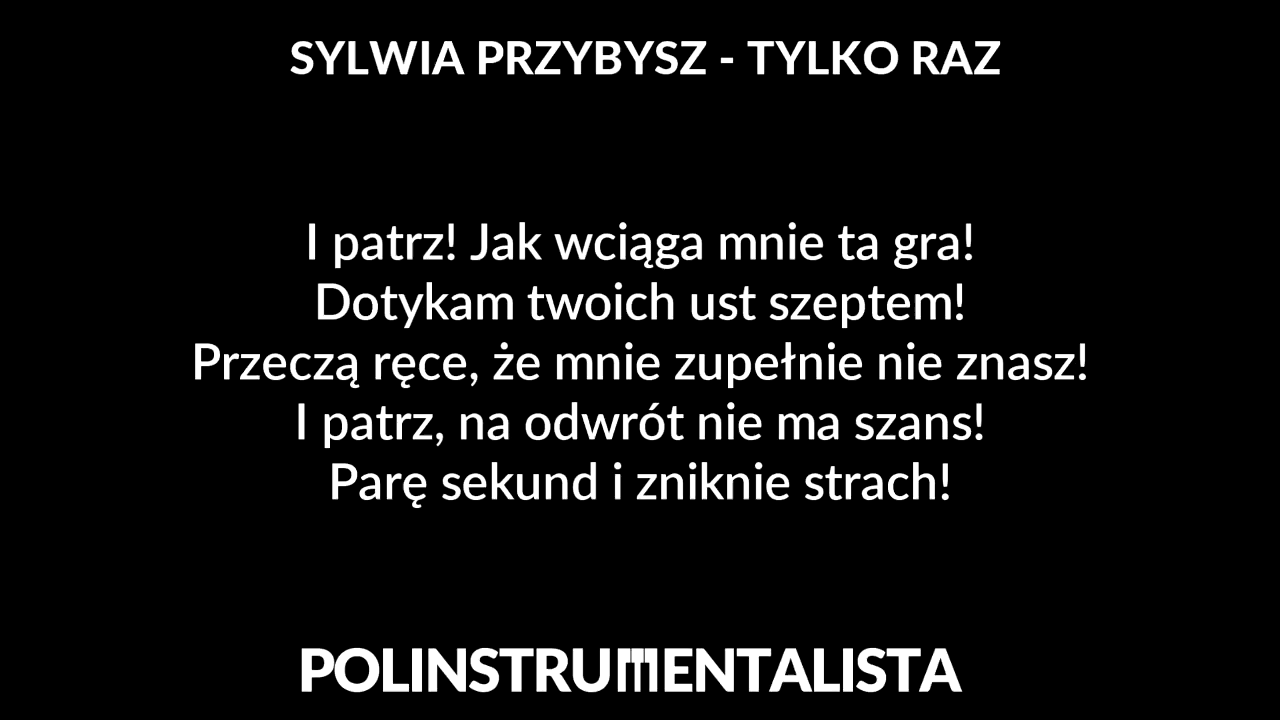 SYLWIA PRZYBYSZ - TYLKO RAZ
I patrz! Jak wciąga mnie ta gra!
Dotykam twoich ust szeptem!
Przeczą ręce, że mnie zupełnie nie znasz!
I patrz, na odwrót nie ma szans!
Parę sekund i zniknie strach!
POLINSTRUMENTALISTA